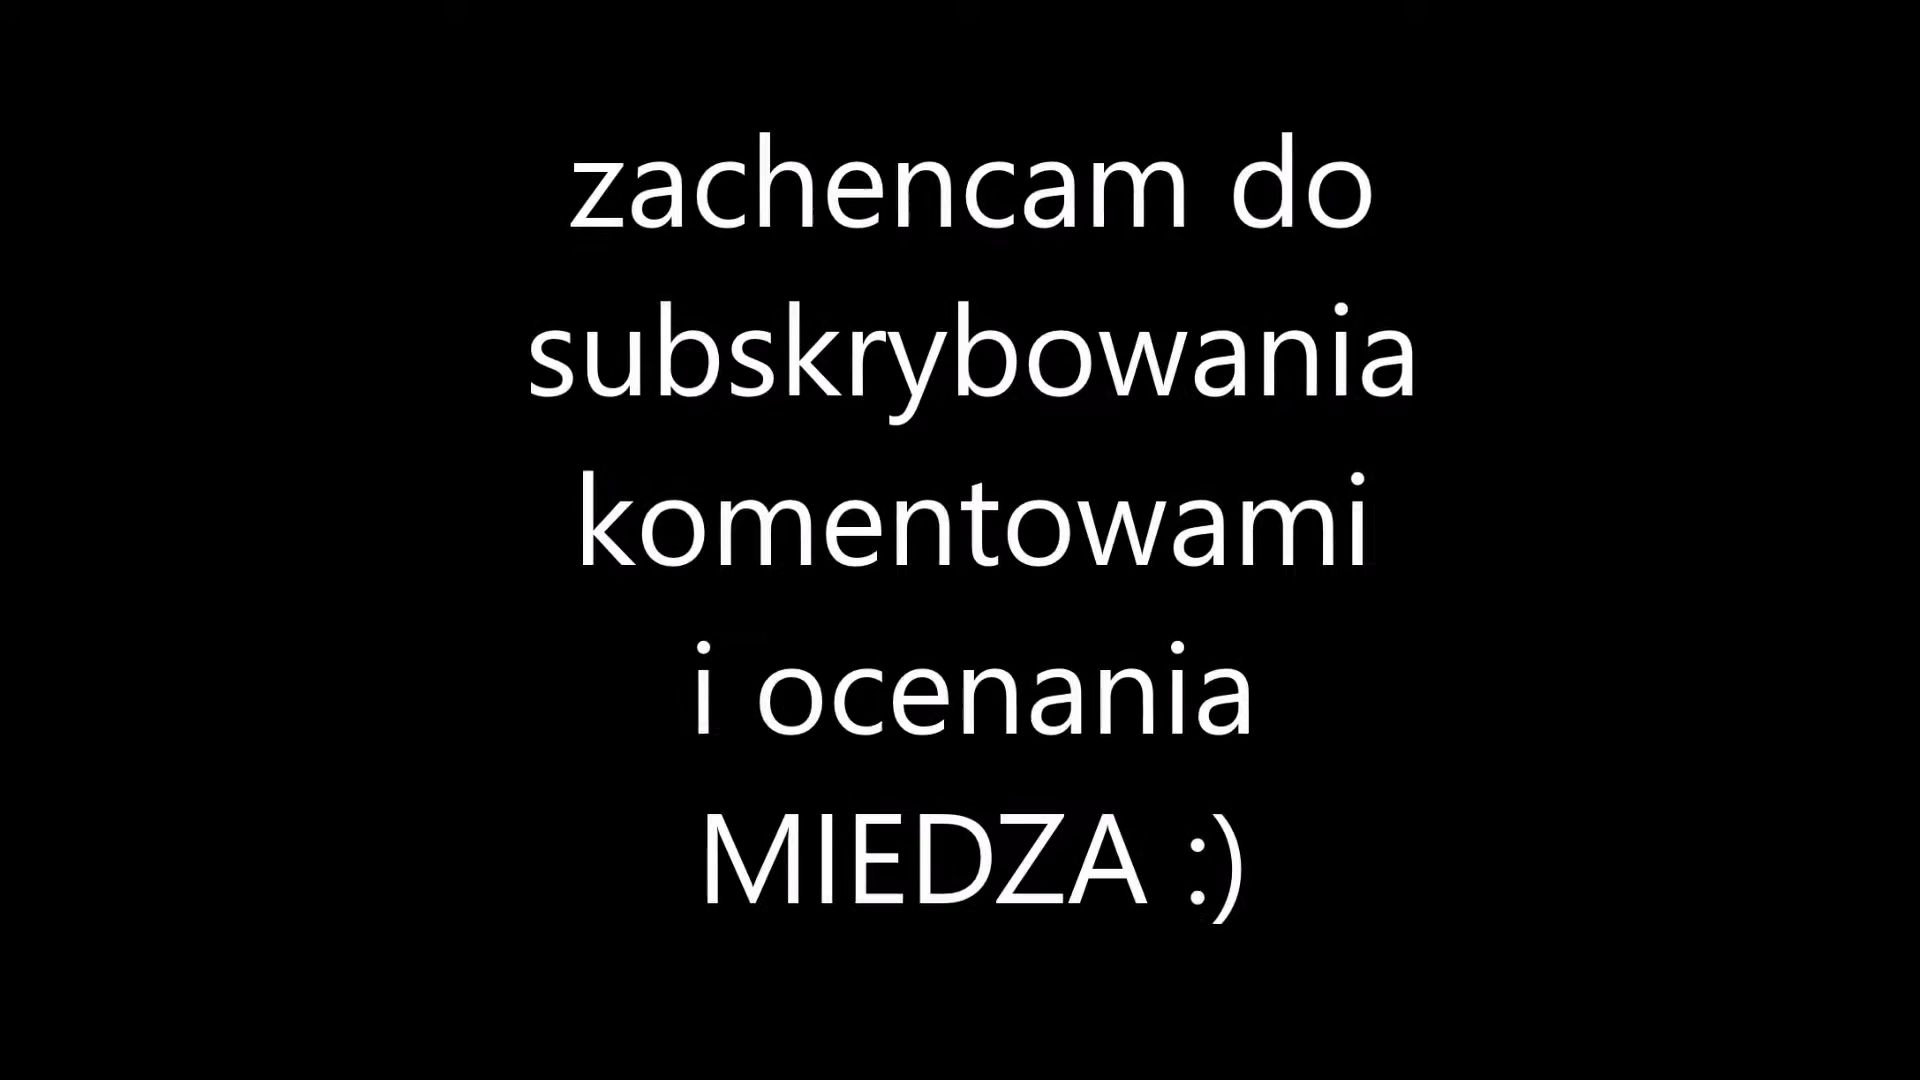 zachencam do
subskrybowania
komentowami
i ocenania
MIEDZA :)